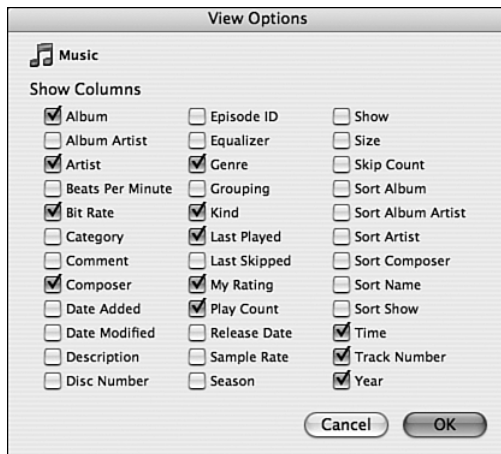 View Options
Music
Show Columns
Album
Album Artist
Artist
Beats Per Minute
Bit Rate
Category
Comment
Composer
Date Added
Date Modified
Description
Disc Number
Episode ID
Equalizer
Genre
Grouping
Kind
Last Played
Last Skipped
My Rating
Play Count
Release Date
Sample Rate
Season
Show
Size
Skip Count
Sort Album
Sort Album Artist
Sort Artist
Sort Composer
Sort Name
Sort Show
Time
Track Number
Year
Cancel
OK